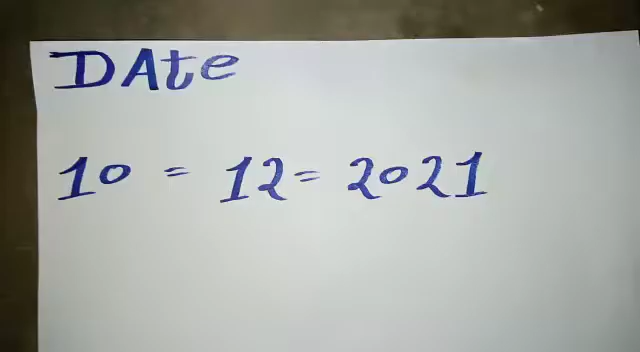 DAte
10 = 12 = 2021